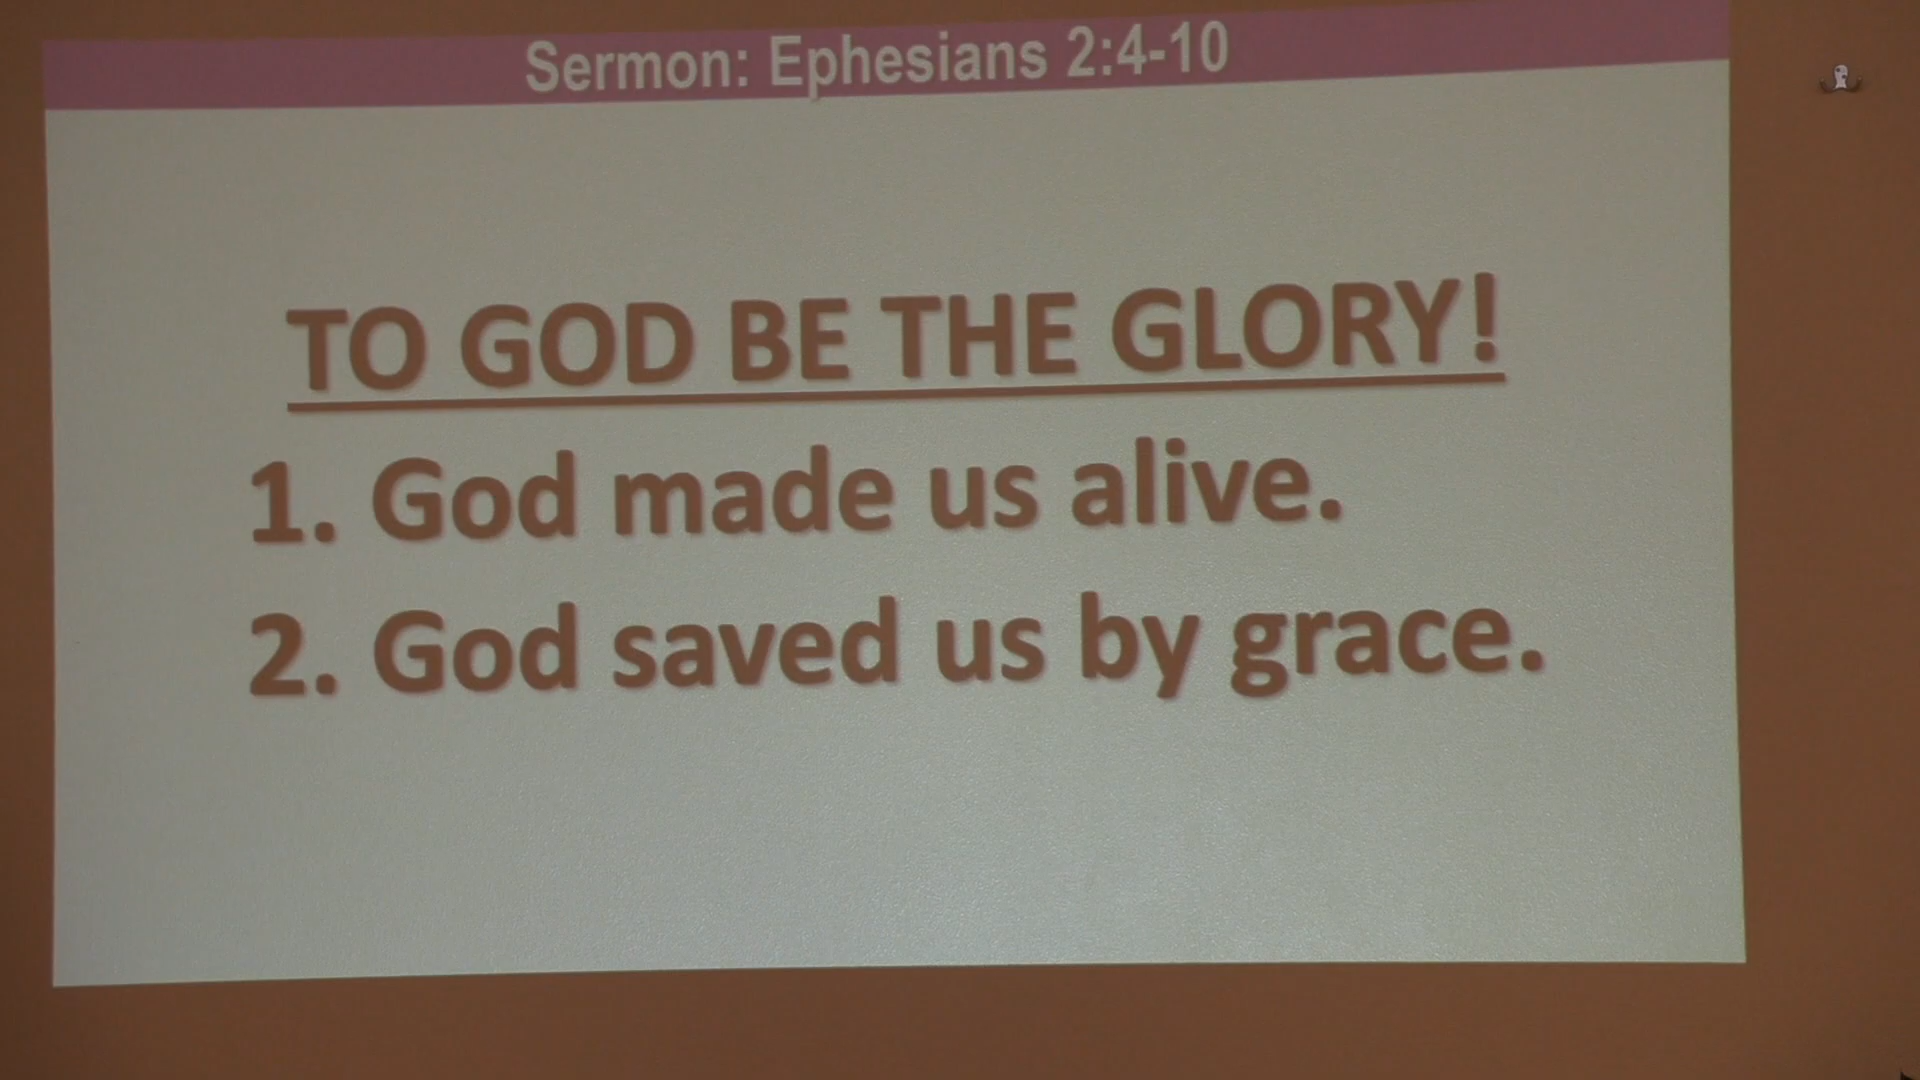 Sermon: Ephesians 2:4-10
TO GOD BE THE GLORY!
1. God made us alive.
2. God saved us by grace.